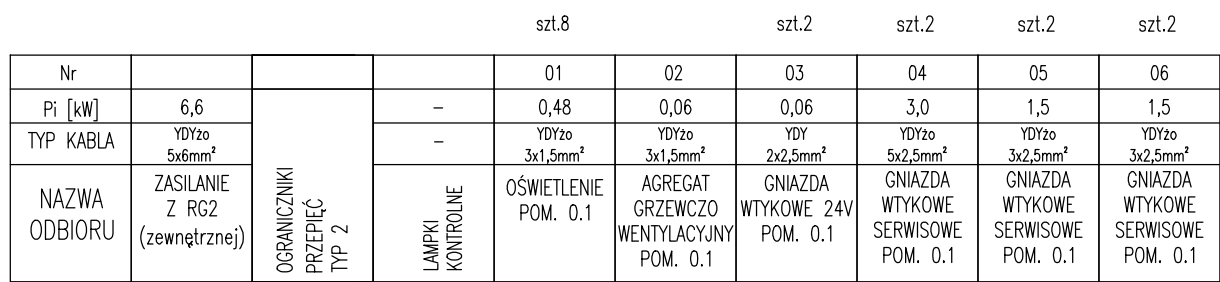 szt.8 szt.2 szt.2 szt.2 szt.2
Nr 01 02 03 04 05 06
Pi [kW] 6,6 – 0,48 0,06 0,06 3,0 1,5 1,5
TYP KABLA YDYżo 5x6mm² – YDYżo 3x1,5mm² YDYżo 3x1,5mm² YDY 2x2,5mm² YDYżo 5x2,5mm² YDYżo 3x2,5mm² YDYżo 3x2,5mm²
NAZWA
ODBIORU
ZASILANIE
Z RG2
(zewnętrznej)
OGRANICZNIKI
PRZEPIĘĆ
TYP 2
LAMPKI
KONTROLNE
OŚWIETLENIE
POM. 0.1
AGREGAT
GRZEWCZO
WENTYLACYJNY
POM. 0.1
GNIAZDA
WTYKOWE 24V
POM. 0.1
GNIAZDA
WTYKOWE
SERWISOWE
POM. 0.1
GNIAZDA
WTYKOWE
SERWISOWE
POM. 0.1
GNIAZDA
WTYKOWE
SERWISOWE
POM. 0.1